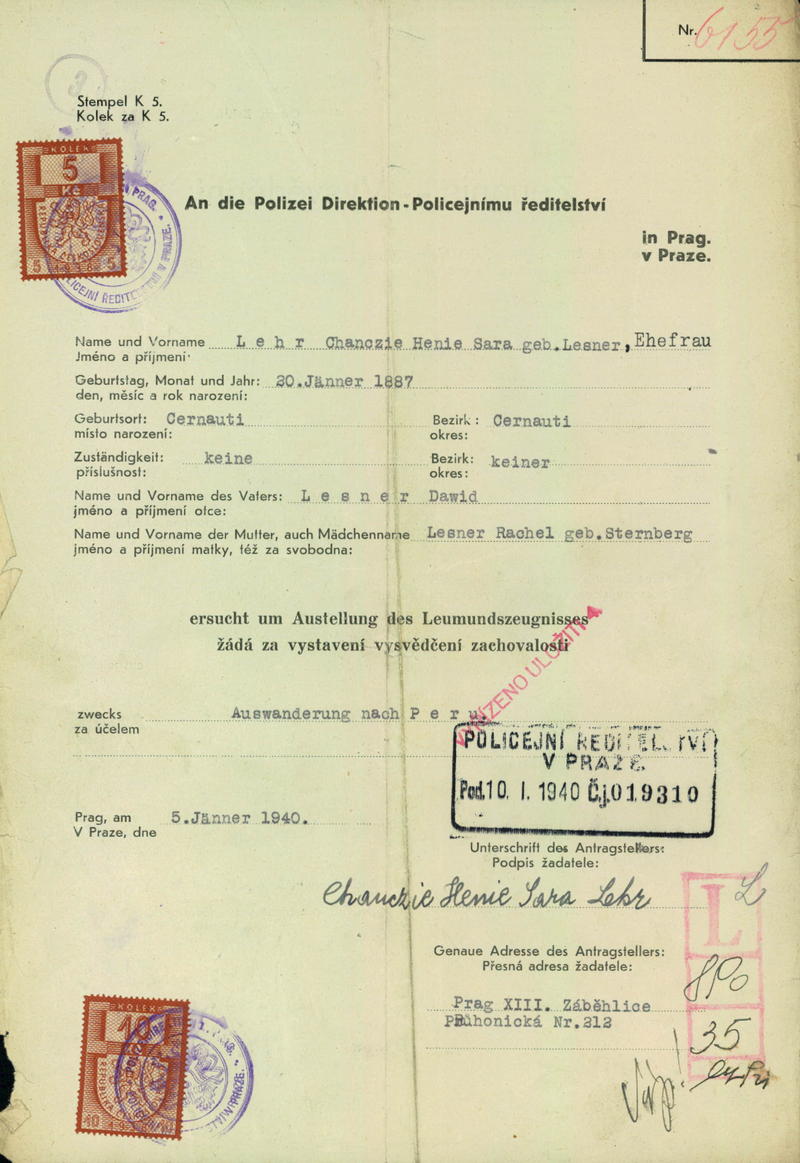 Nr. 6155
Stempel K 5.
Kolek za K 5.
KOLEK
5
Kč
5 1938 5
An die Polizei Direktion - Policejnímu ředitelství
in Prag.
v Praze.
Name und Vorname L e h r Chanczie Henie Sara geb.Lesner, Ehefrau
Jméno a příjmení
Geburtstag, Monat und Jahr: 20.Jänner 1887
den, měsíc a rok narození:
Geburtsort: Cernauti Bezirk: Cernauti
místo narození: okres:
Zuständigkeit: keine Bezirk: keiner
příslušnost: okres:
Name und Vorname des Vaters: L e s n e r Dawid
jméno a příjmení otce:
Name und Vorname der Mutter, auch Mädchenname Lesner Rachel geb.Sternberg
jméno a příjmení matky, též za svobodna:
ersucht um Austellung des Leumundszeugnisses
žádá za vystavení vysvědčení zachovalosti
zwecks Auswanderung nach P e r u.
za účelem
POLICEJNÍ ŘEDITELSTVÍ
V PRAZE
Pod. 10. I. 1940 Č.j. 019310
Prag, am 5.Jänner 1940.
V Praze, dne
Unterschrift des Antragstellers:
Podpis žadatele:
Chanczie Henie Sara Lehr
L
Genaue Adresse des Antragstellers:
Přesná adresa žadatele:
Prag XIII. Záběhlice
Průhonická Nr.212
35
KOLEK
10